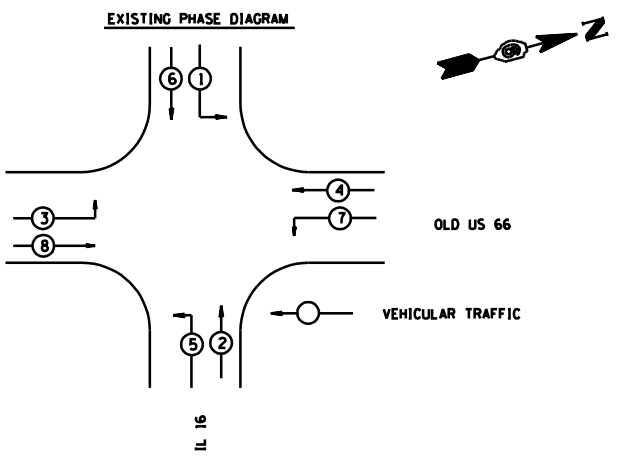 EXISTING PHASE DIAGRAM
N
6 1
3
4
8
7
OLD US 66
5 2
VEHICULAR TRAFFIC
IL 16